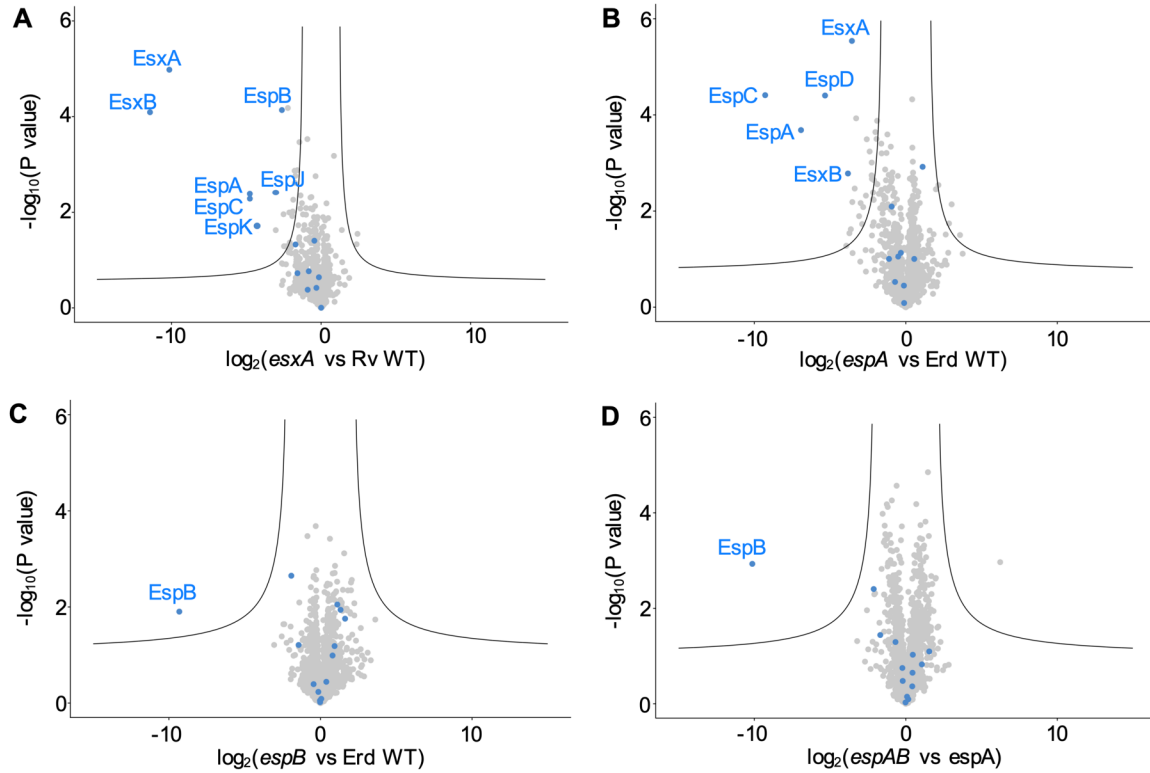 A
6
4
2
0
-10
0
10
-log10(P value)
log2(esxA vs Rv WT)
EsxA
EsxB
EspB
EspA
EspJ
EspC
EspK
B
6
4
2
0
-10
0
10
-log10(P value)
log2(espA vs Erd WT)
EsxA
EspD
EspC
EspA
EsxB
C
6
4
2
0
-10
0
10
-log10(P value)
log2(espB vs Erd WT)
EspB
D
6
4
2
0
-10
0
10
-log10(P value)
log2(espAB vs espA)
EspB